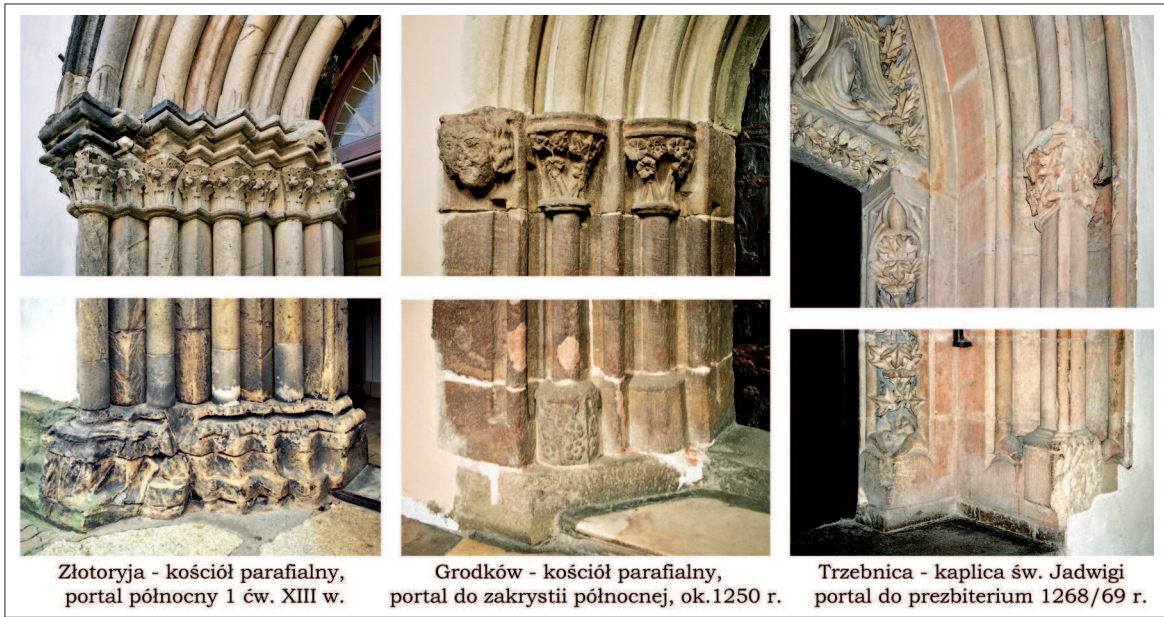 Złotoryja - kościół parafialny,
portal północny 1 ćw. XIII w.
Grodków - kościół parafialny,
portal do zakrystii północnej, ok.1250 r.
Trzebnica - kaplica św. Jadwigi
portal do prezbiterium 1268/69 r.